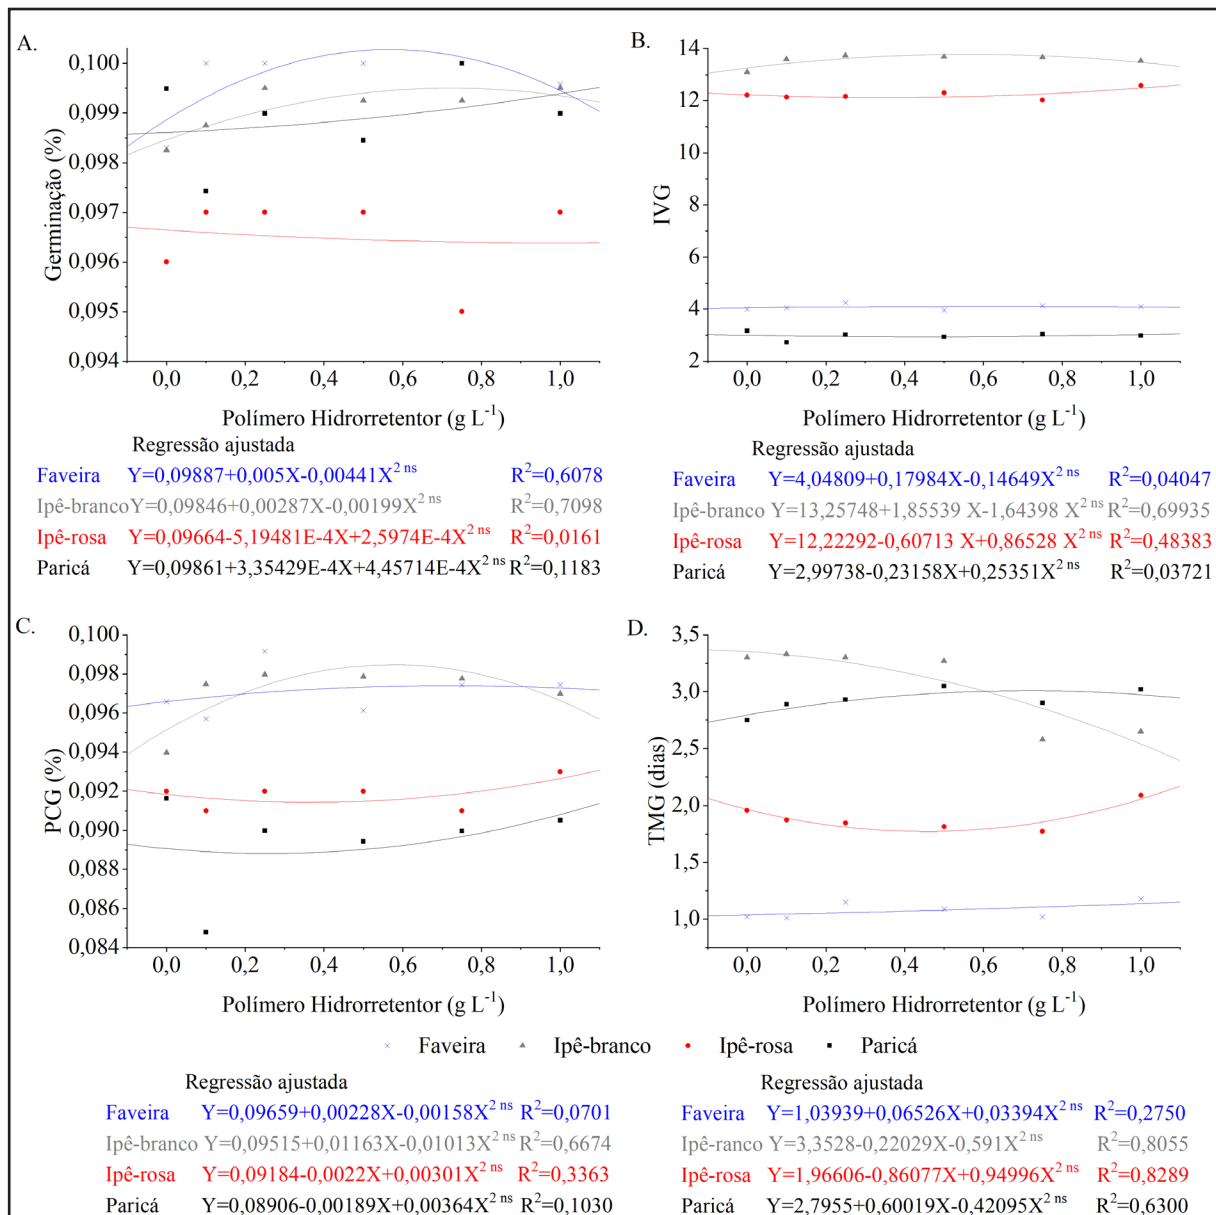 A.
0,100
0,099
0,098
0,097
0,096
0,095
0,094
Germinação (%)
0,0 0,2 0,4 0,6 0,8 1,0
Polímero Hidrorretentor (g L⁻¹)
Regressão ajustada
Faveira Y=0,09887+0,005X-0,00441X² ⁿˢ R²=0,6078
Ipê-branco Y=0,09846+0,00287X-0,00199X² ⁿˢ R²=0,7098
Ipê-rosa Y=0,09664-5,19481E-4X+2,5974E-4X² ⁿˢ R²=0,0161
Paricá Y=0,09861+3,35429E-4X+4,45714E-4X² ⁿˢ R²=0,1183
B.
14
12
10
8
6
4
2
IVG
0,0 0,2 0,4 0,6 0,8 1,0
Polímero Hidrorretentor (g L⁻¹)
Regressão ajustada
Faveira Y=4,04809+0,17984X-0,14649X² ⁿˢ R²=0,04047
Ipê-branco Y=13,25748+1,85539 X-1,64398 X² ⁿˢ R²=0,69935
Ipê-rosa Y=12,22292-0,60713 X+0,86528 X² ⁿˢ R²=0,48383
Paricá Y=2,99738-0,23158X+0,25351X² ⁿˢ R²=0,03721
C.
0,100
0,098
0,096
0,094
0,092
0,090
0,086
0,084
PCG (%)
0,0 0,2 0,4 0,6 0,8 1,0
Polímero Hidrorretentor (g L⁻¹)
D.
3,5
3,0
2,5
2,0
1,5
1,0
TMG (dias)
0,0 0,2 0,4 0,6 0,8 1,0
Polímero Hidrorretentor (g L⁻¹)
Faveira Ipê-branco Ipê-rosa Paricá
Regressão ajustada
Faveira Y=0,09659+0,00228X-0,00158X² ⁿˢ R²=0,0701
Ipê-branco Y=0,09515+0,01163X-0,01013X² ⁿˢ R²=0,6674
Ipê-rosa Y=0,09184-0,0022X+0,00301X² ⁿˢ R²=0,3363
Paricá Y=0,08906-0,00189X+0,00364X² ⁿˢ R²=0,1030
Regressão ajustada
Faveira Y=1,03939+0,06526X+0,03394X² ⁿˢ R²=0,2750
Ipê-ranco Y=3,3528-0,22029X-0,591X² ⁿˢ R²=0,8055
Ipê-rosa Y=1,96606-0,86077X+0,94996X² ⁿˢ R²=0,8289
Paricá Y=2,7955+0,60019X-0,42095X² ⁿˢ R²=0,6300